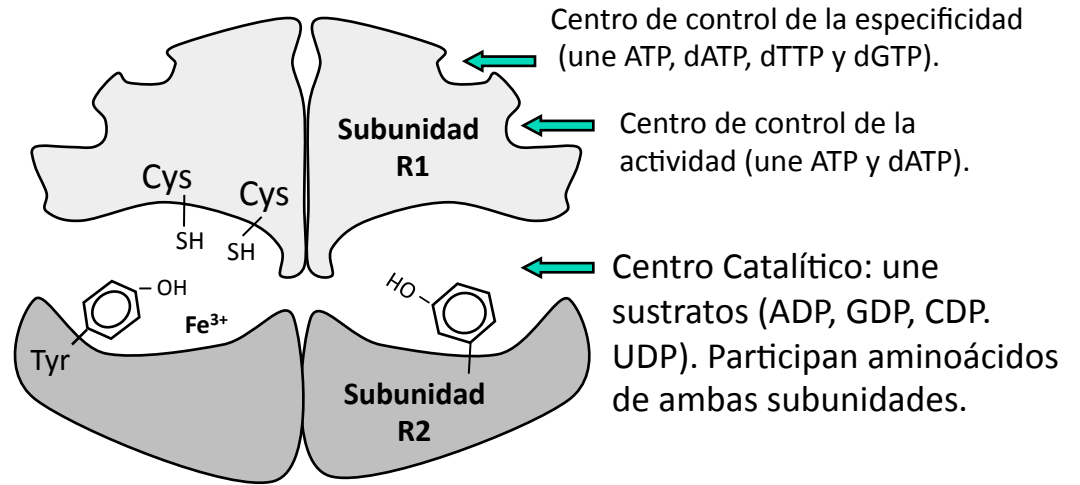 Centro de control de la especificidad
(une ATP, dATP, dTTP y dGTP).
Subunidad
R1
Centro de control de la
actividad (une ATP y dATP).
Cys
Cys
SH
SH
Centro Catalítico: une
sustratos (ADP, GDP, CDP.
UDP). Participan aminoácidos
de ambas subunidades.
OH
HO
Fe³⁺
Tyr
Subunidad
R2